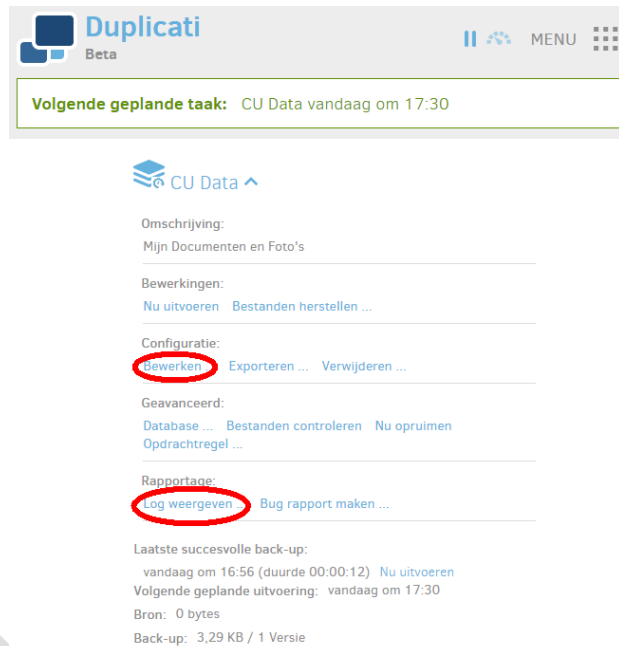 Duplicati
Beta
MENU
Volgende geplande taak: CU Data vandaag om 17:30
CU Data
Omschrijving:
Mijn Documenten en Foto's
Bewerkingen:
Nu uitvoeren Bestanden herstellen ...
Configuratie:
Bewerken ... Exporteren ... Verwijderen ...
Geavanceerd:
Database ... Bestanden controleren Nu opruimen
Opdrachtregel ...
Rapportage:
Log weergeven ... Bug rapport maken ...
Laatste succesvolle back-up:
vandaag om 16:56 (duurde 00:00:12) Nu uitvoeren
Volgende geplande uitvoering: vandaag om 17:30
Bron: 0 bytes
Back-up: 3,29 KB / 1 Versie